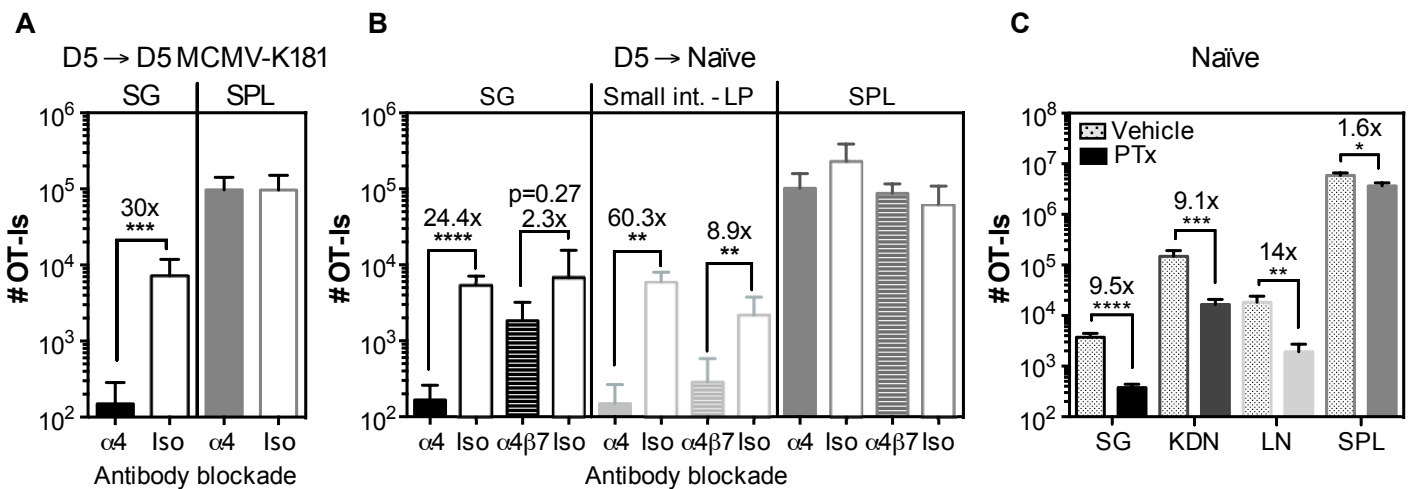 A
D5 → D5 MCMV-K181
SG SPL
10^6
10^5
10^4
10^3
10^2
# OT-Is
30x
***
α4 Iso α4 Iso
Antibody blockade
B
D5 → Naïve
SG Small int. - LP SPL
10^6
10^5
10^4
10^3
10^2
# OT-Is
24.4x
****
p=0.27
2.3x
60.3x
**
8.9x
**
α4 Iso α4β7 Iso α4 Iso α4β7 Iso α4 Iso α4β7 Iso
Antibody blockade
C
Naïve
10^8
10^7
10^6
10^5
10^4
10^3
10^2
# OT-Is
Vehicle
PTx
9.5x
****
9.1x
***
14x
**
1.6x
*
SG KDN LN SPL